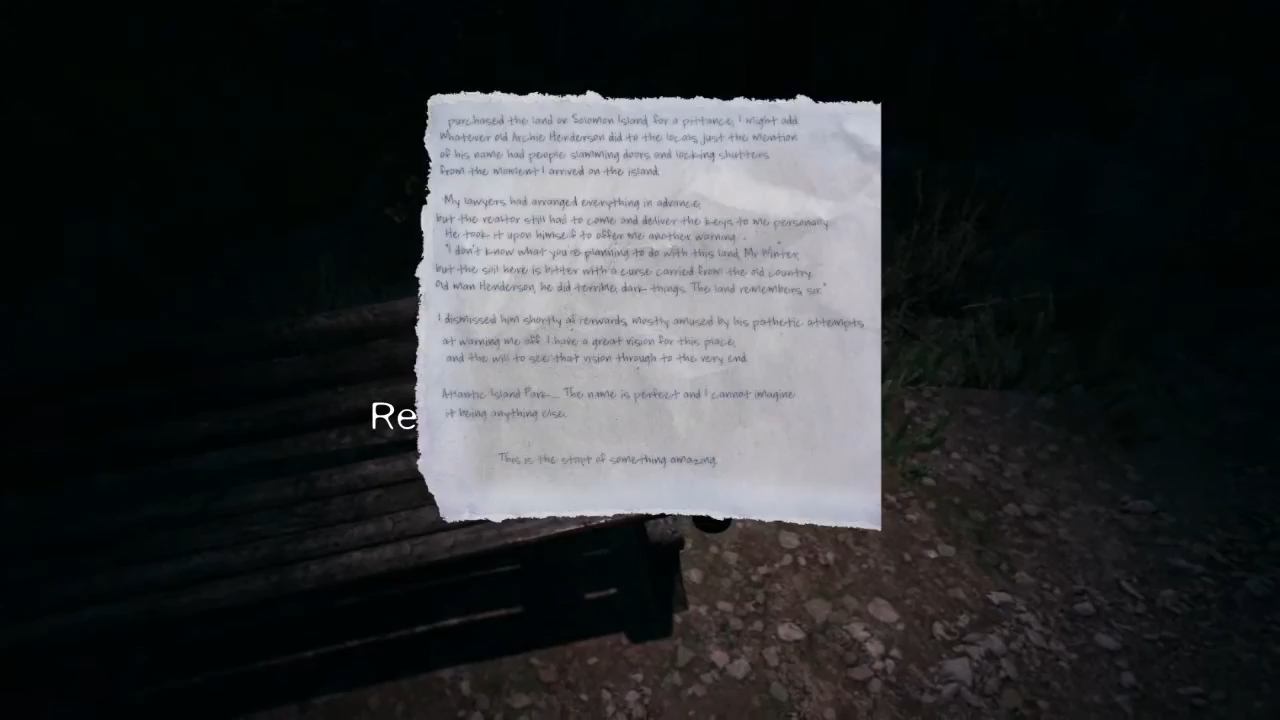 purchased the land on Solomon Island for a pittance, I might add
Whatever old Archie Henderson did to the locals, just the mention
of his name had people slamming doors and locking shutters
from the moment I arrived on the island.
My lawyers had arranged everything in advance,
but the realtor still had to come and deliver the keys to me personally.
He took it upon himself to offer me another warning.
"I don't know what you're planning to do with this land, Mr Winter,
but the soil here is bitter with a curse carried from the old country.
Old man Henderson, he did terrible, dark things. The land remembers, sir."
I dismissed him shortly afterwards, mostly amused by his pathetic attempts
at warning me off. I have a great vision for this place,
and the will to see that vision through to the very end.
Atlantic Island Park... The name is perfect and I cannot imagine
it being anything else.
This is the start of something amazing.
Re